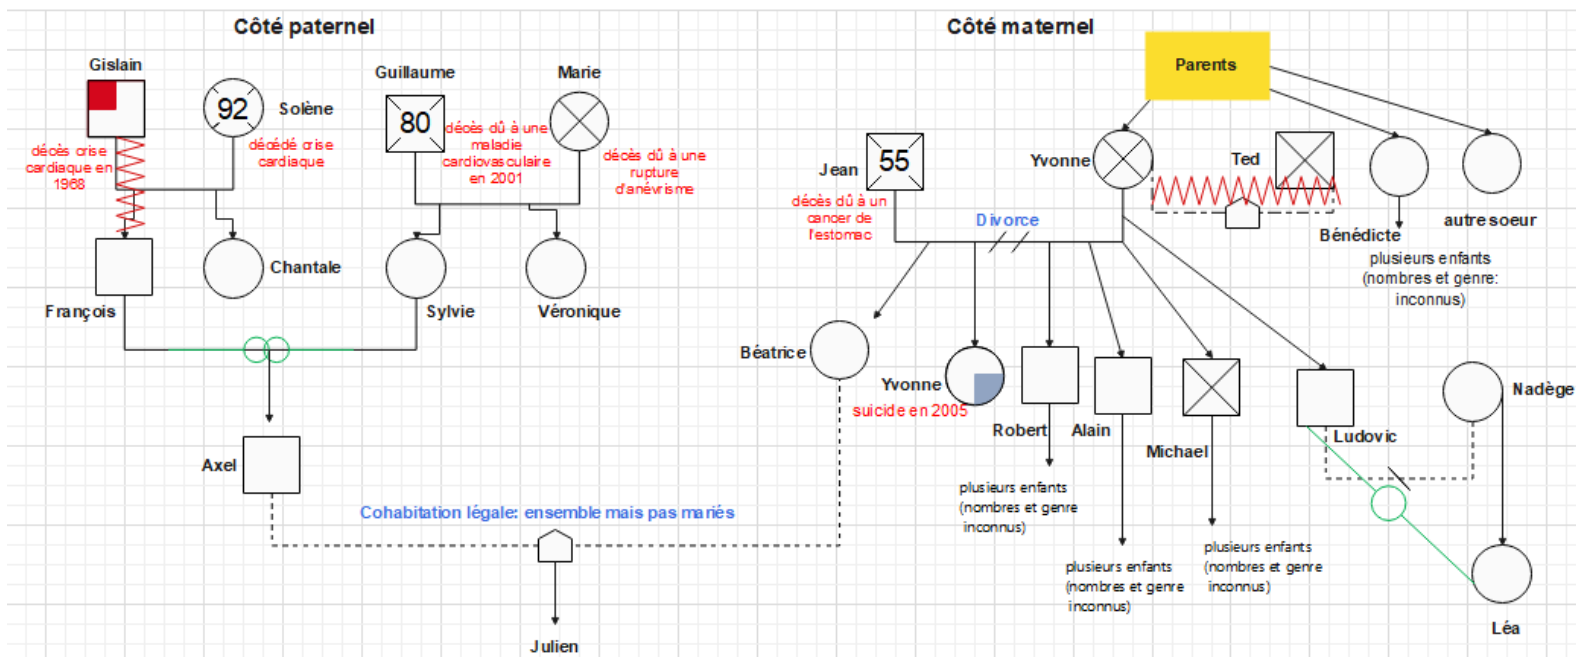 Côté paternel
Côté maternel
Gislain
Solène
92
décès crise
cardiaque en
1968
décédé crise
cardiaque
Guillaume
80
Marie
décès dû à une
maladie
cardiovasculaire
en 2001
décès dû à une
rupture
d'anévrisme
François
Chantale
Sylvie
Véronique
Parents
Jean
55
décès dû à un
cancer de
l'estomac
Yvonne
Ted
Divorce
Bénédicte
autre soeur
plusieurs enfants
(nombres et genre:
inconnus)
Béatrice
Yvonne
suicide en 2005
Robert
Alain
Michael
Ludovic
Nadège
Axel
Cohabitation légale: ensemble mais pas mariés
plusieurs enfants
(nombres et genre
inconnus)
plusieurs enfants
(nombres et genre
inconnus)
plusieurs enfants
(nombres et genre
inconnus)
Julien
Léa